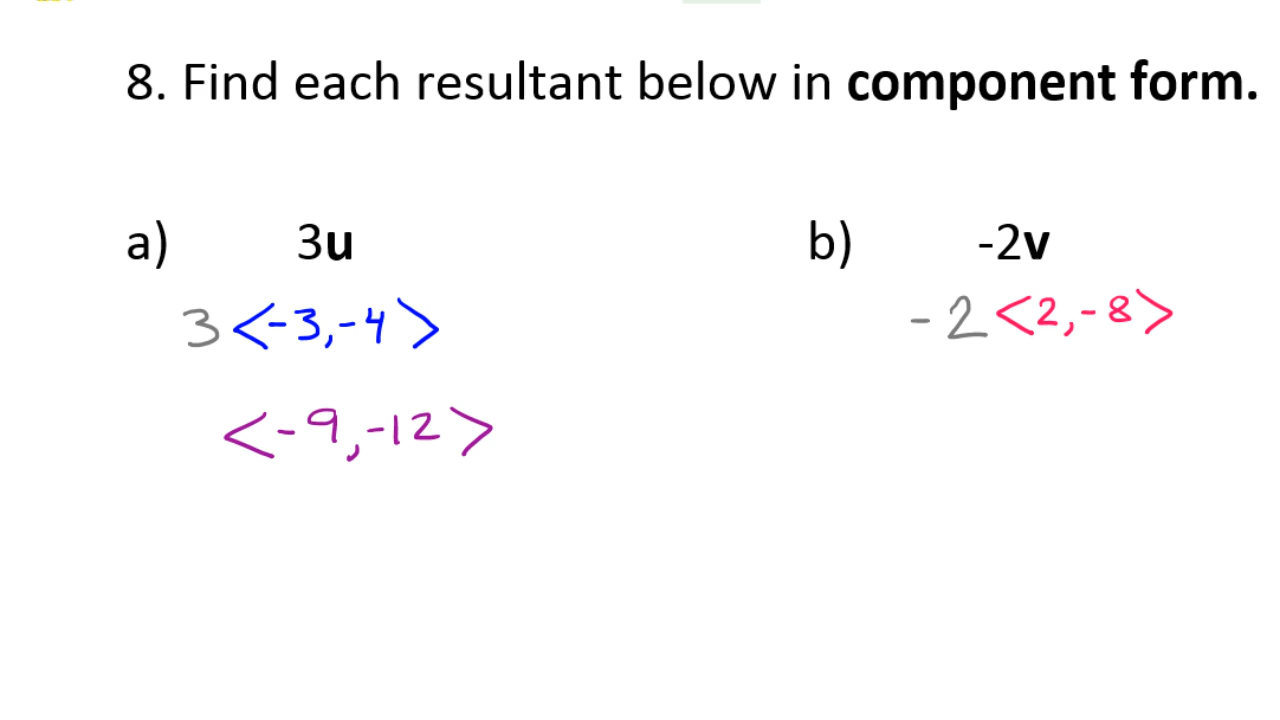 8. Find each resultant below in component form.
a) 3u b) -2v
3<-3,-4> -2<2,-8>
<-9,-12>